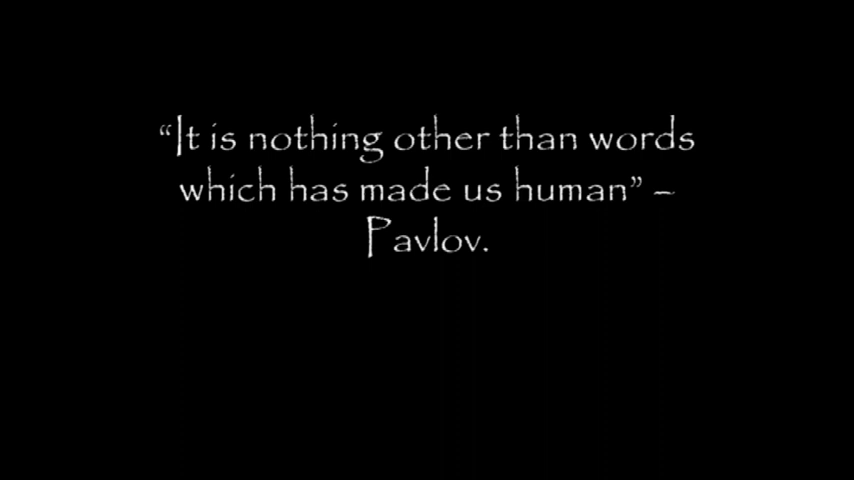 “It is nothing other than words
which has made us human” –
Pavlov.